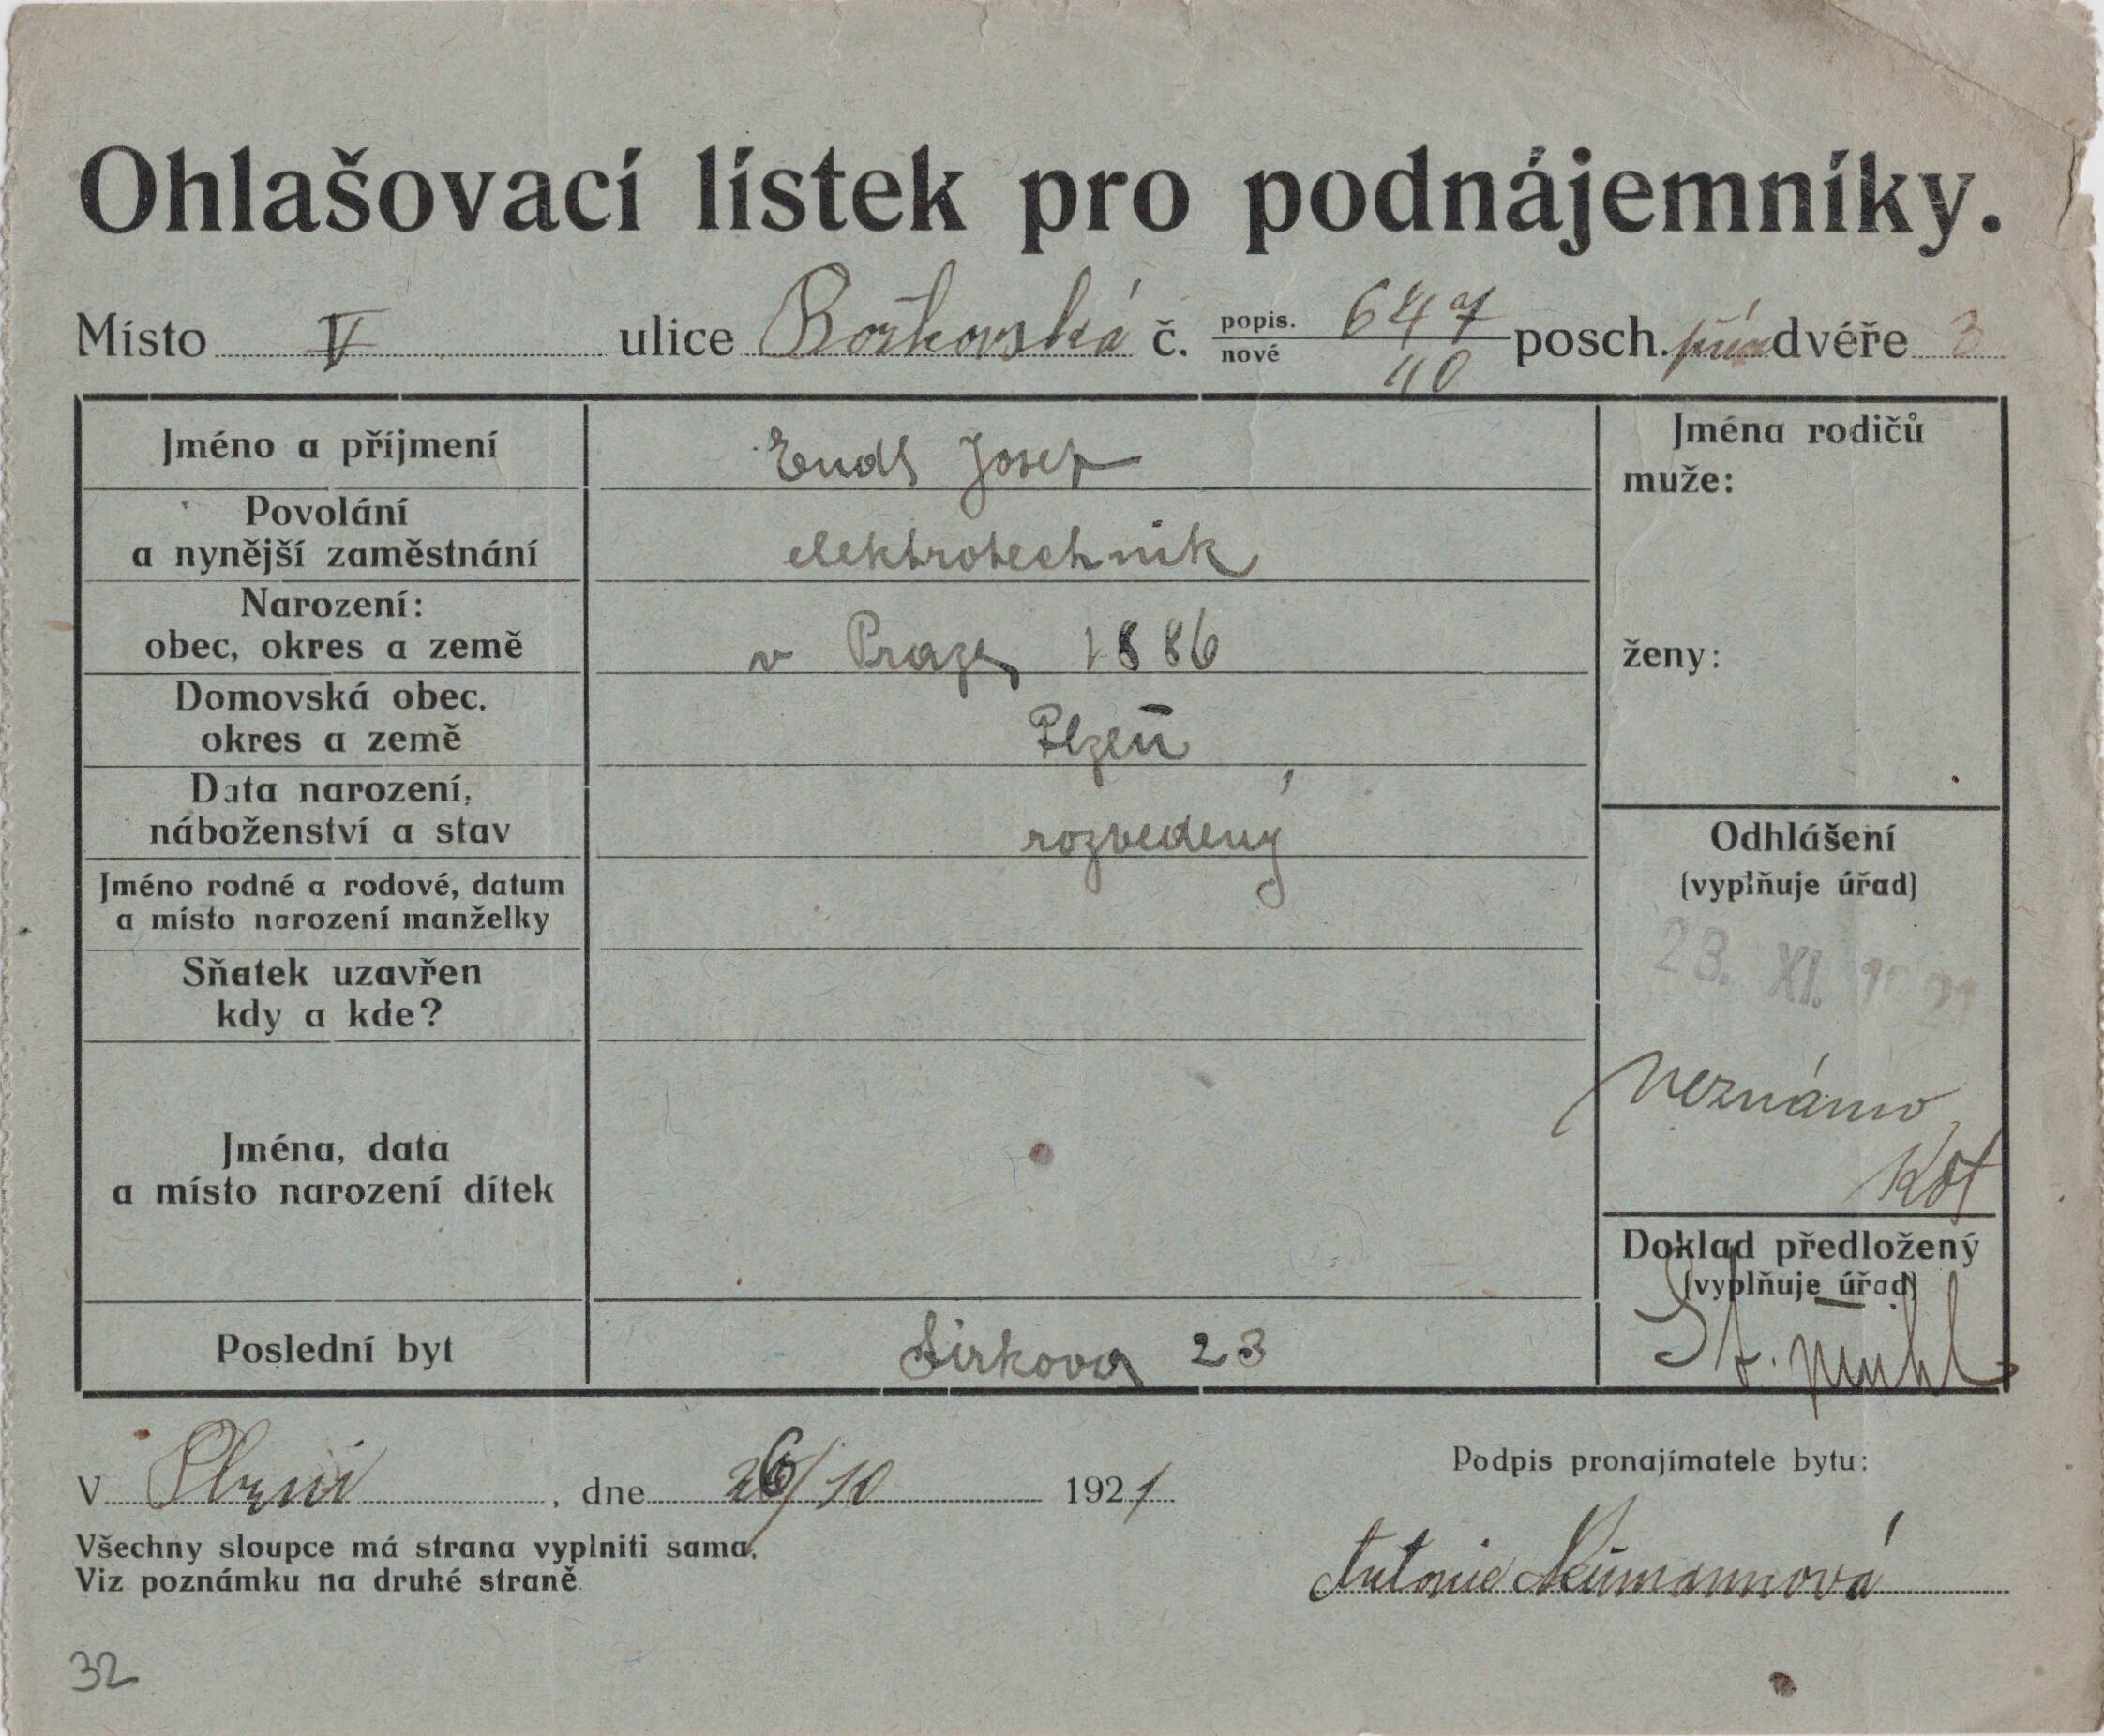 Ohlašovací lístek pro podnájemníky.
Místo V ulice Božkovská č. popis. 647 posch. dvéře 3
nové 40
Jméno a příjmení Endl Josef
Jména rodičů
muže:
Povolání
a nynější zaměstnání elektrotechnik
Narození:
obec, okres a země v Praze 1886
ženy:
Domovská obec,
okres a země Plzeň
Data narození,
náboženství a stav rozvedený
Odhlášení
(vyplňuje úřad)
Jméno rodné a rodové, datum
a místo narození manželky
Sňatek uzavřen
kdy a kde?
23. XI. 1921
neznámo
Jména, data
a místo narození dítek
Doklad předložený
(vyplňuje úřad)
Poslední byt Jirkova 23
V Plzni, dne 26/10 1921
Podpis pronajímatele bytu:
Všechny sloupce má strana vyplniti sama.
Viz poznámku na druhé straně
Antonie Neumannová
32